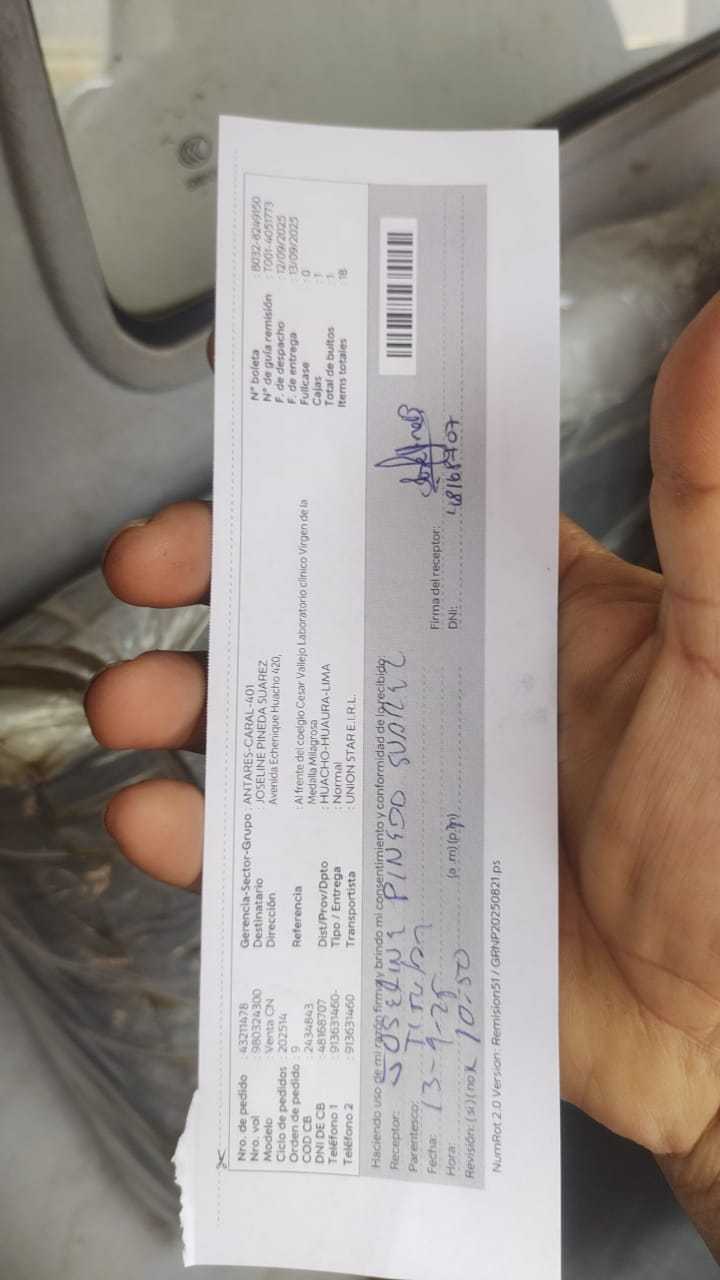 Nro. de pedido : 43211478
Nro. vol : 980324300
Modelo : Venta CN
Ciclo de pedidos : 202514
Orden de pedido : 9
COD CB : 2434843
DNI DE CB : 48168707
Teléfono 1 : 913631460-
Teléfono 2 : 913631460
Gerencia-Sector-Grupo : ANTARES-CARAL-401
Destinatario : JOSELINE PINEDA SUAREZ
Dirección : Avenida Echenique Huacho 420,
Referencia : Al frente del coelgio Cesar Vallejo Laboratorio clinico Virgen de la
Medalla Milagrosa
Dist/Prov/Dpto : HUACHO-HUAURA-LIMA
Tipo / Entrega : Normal
Transportista : UNION STAR E.I.R.L.
N° boleta : B032-8249150
N° de guía remisión : T001-4051773
F. de despacho : 12/09/2025
F. de entrega : 13/09/2025
Fullcase : 0
Cajas : 1
Total de bultos : 1
Items totales : 18
Haciendo uso de mi razón firmo y brindo mi consentimiento y conformidad de lo recibido:
Receptor: JOSELINE PINEDO SUAREZ
Parentesco: Titular
Fecha: 13-9-25
Hora: 10:50 (a.m)(p.m)
Revisión: (si)(no)
Firma del receptor:
DNI: 48168707
NumRot 2.0 Version: Remision51 / GRNP20250821.ps